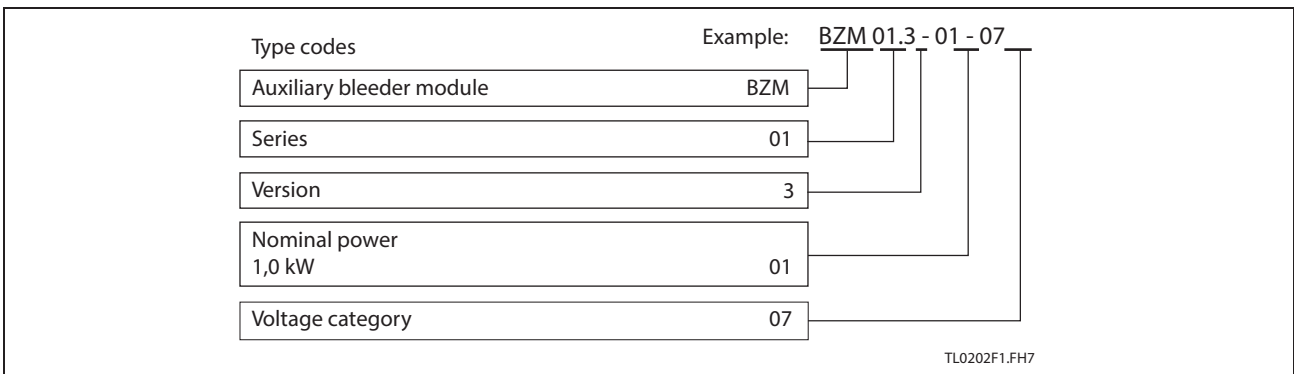 Type codes
Example: BZM 01.3 - 01 - 07
Auxiliary bleeder module BZM
Series 01
Version 3
Nominal power
1,0 kW 01
Voltage category 07
TL0202F1.FH7